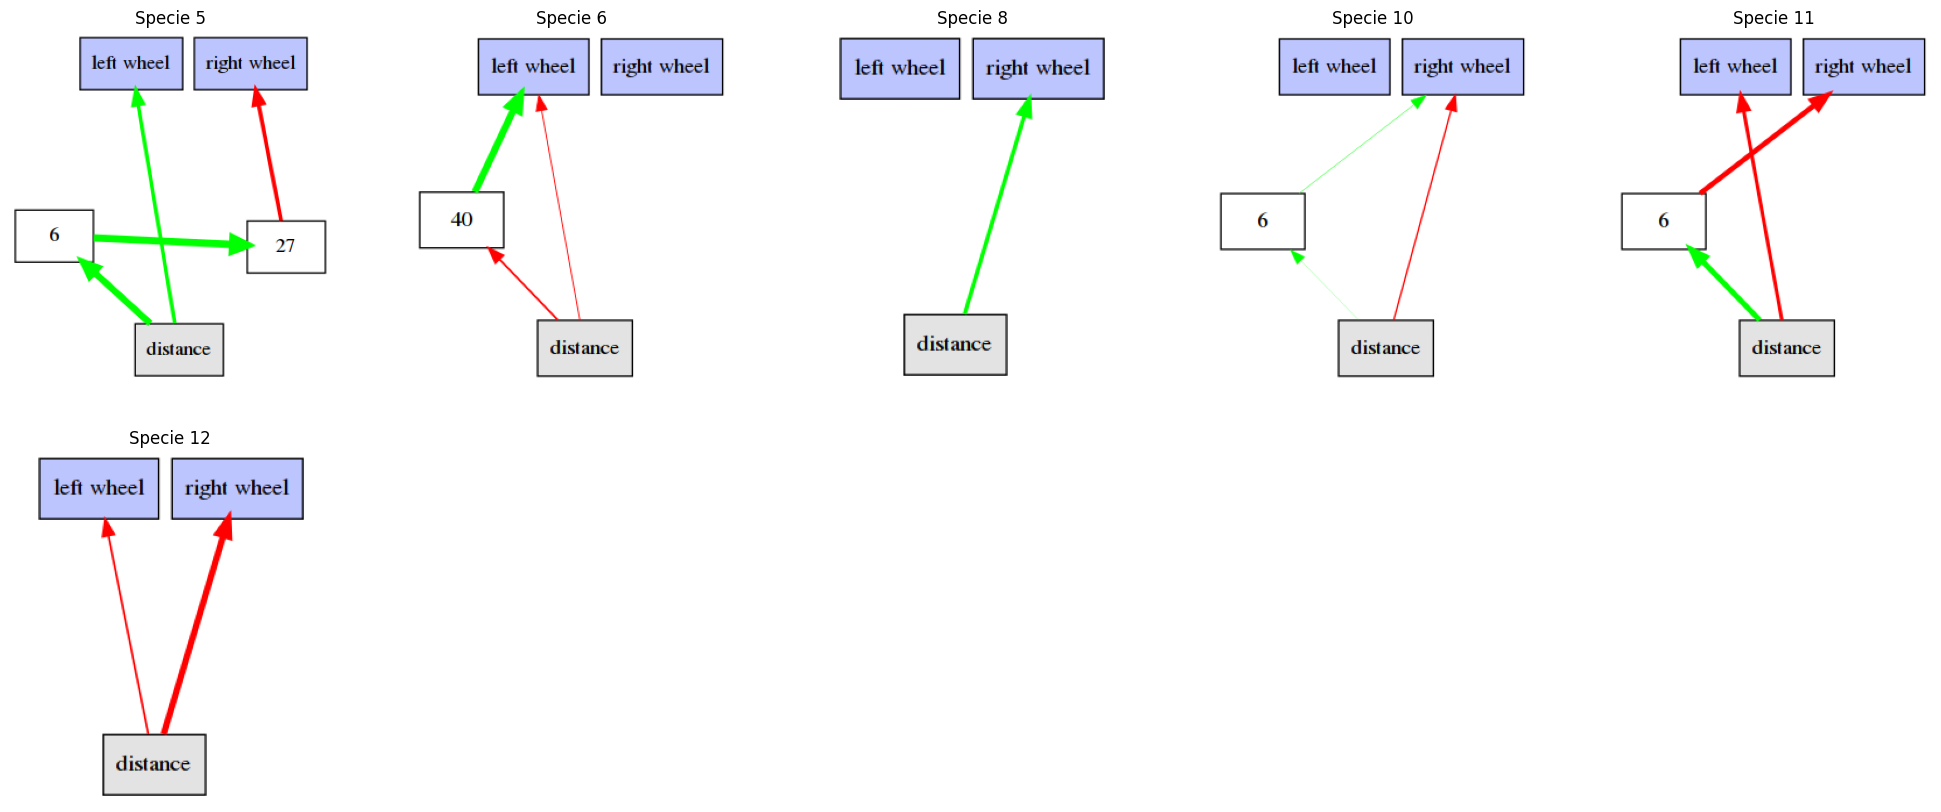 Specie 5
left wheel
right wheel
6
27
distance
Specie 6
left wheel
right wheel
40
distance
Specie 8
left wheel
right wheel
distance
Specie 10
left wheel
right wheel
6
distance
Specie 11
left wheel
right wheel
6
distance
Specie 12
left wheel
right wheel
distance